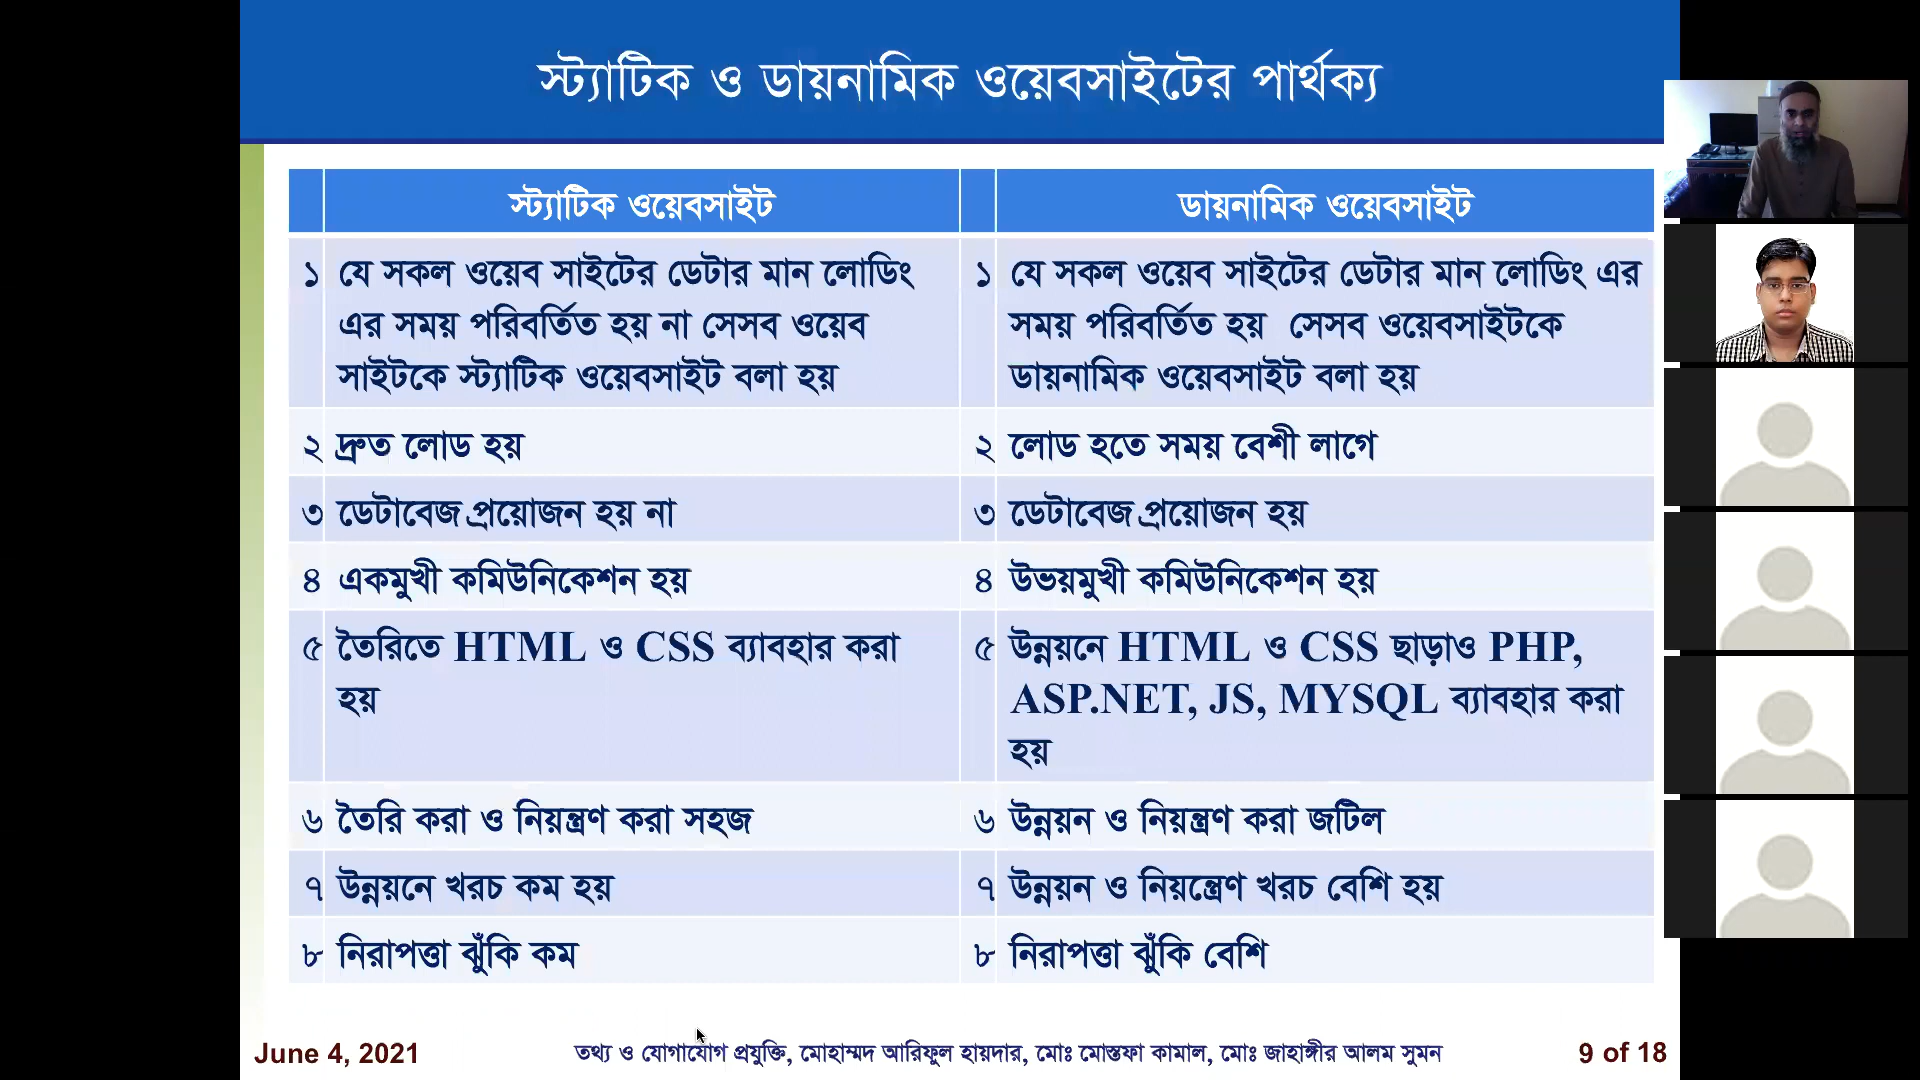 স্ট্যাটিক ও ডায়নামিক ওয়েবসাইটের পার্থক্য
স্ট্যাটিক ওয়েবসাইট
ডায়নামিক ওয়েবসাইট
১ যে সকল ওয়েব সাইটের ডেটার মান লোডিং
এর সময় পরিবর্তিত হয় না সেসব ওয়েব
সাইটকে স্ট্যাটিক ওয়েবসাইট বলা হয়
১ যে সকল ওয়েব সাইটের ডেটার মান লোডিং এর
সময় পরিবর্তিত হয় সেসব ওয়েবসাইটকে
ডায়নামিক ওয়েবসাইট বলা হয়
২ দ্রুত লোড হয়
২ লোড হতে সময় বেশী লাগে
৩ ডেটাবেজ প্রয়োজন হয় না
৩ ডেটাবেজ প্রয়োজন হয়
৪ একমুখী কমিউনিকেশন হয়
৪ উভয়মুখী কমিউনিকেশন হয়
৫ তৈরিতে HTML ও CSS ব্যাবহার করা
হয়
৫ উন্নয়নে HTML ও CSS ছাড়াও PHP,
ASP.NET, JS, MYSQL ব্যাবহার করা
হয়
৬ তৈরি করা ও নিয়ন্ত্রণ করা সহজ
৬ উন্নয়ন ও নিয়ন্ত্রণ করা জটিল
৭ উন্নয়নে খরচ কম হয়
৭ উন্নয়ন ও নিয়ন্ত্রেণ খরচ বেশি হয়
৮ নিরাপত্তা ঝুঁকি কম
৮ নিরাপত্তা ঝুঁকি বেশি
June 4, 2021
তথ্য ও যোগাযোগ প্রযুক্তি, মোহাম্মদ আরিফুল হায়দার, মোঃ মোস্তফা কামাল, মোঃ জাহাঙ্গীর আলম সুমন
9 of 18